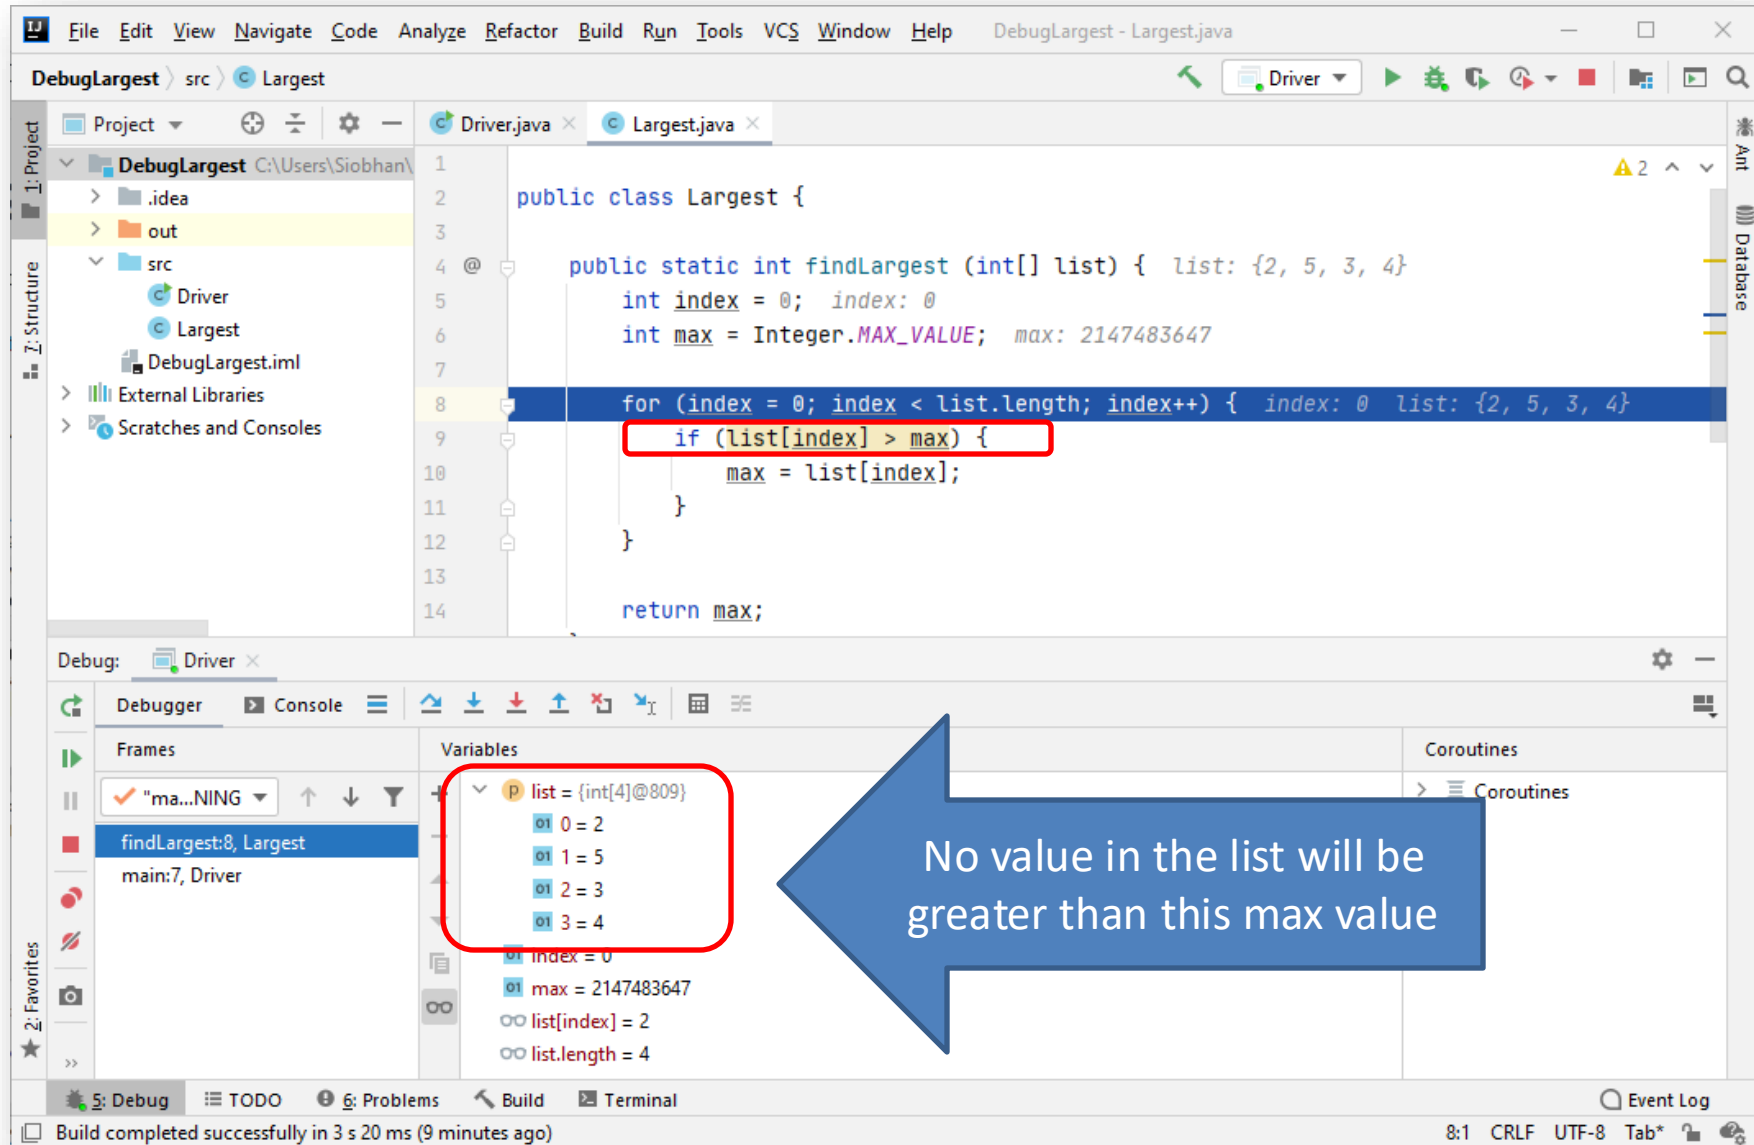 File Edit View Navigate Code Analyze Refactor Build Run Tools VCS Window Help DebugLargest - Largest.java
DebugLargest src Largest Driver
Project Driver.java Largest.java
1: Project
7: Structure
2: Favorites
Ant
Database
DebugLargest C:\Users\Siobhan\
.idea
out
src
Driver
Largest
DebugLargest.iml
External Libraries
Scratches and Consoles
2
1
2 public class Largest {
3
4 @ public static int findLargest (int[] list) { list: {2, 5, 3, 4}
5 int index = 0; index: 0
6 int max = Integer.MAX_VALUE; max: 2147483647
7
8 for (index = 0; index < list.length; index++) { index: 0 list: {2, 5, 3, 4}
9 if (list[index] > max) {
10 max = list[index];
11 }
12 }
13
14 return max;
Debug: Driver
Debugger Console
Frames Variables Coroutines
"ma...NING
findLargest:8, Largest
main:7, Driver
list = {int[4]@809}
0 = 2
1 = 5
2 = 3
3 = 4
index = 0
max = 2147483647
list[index] = 2
list.length = 4
Coroutines
No value in the list will be
greater than this max value
5: Debug TODO 6: Problems Build Terminal Event Log
Build completed successfully in 3 s 20 ms (9 minutes ago) 8:1 CRLF UTF-8 Tab*